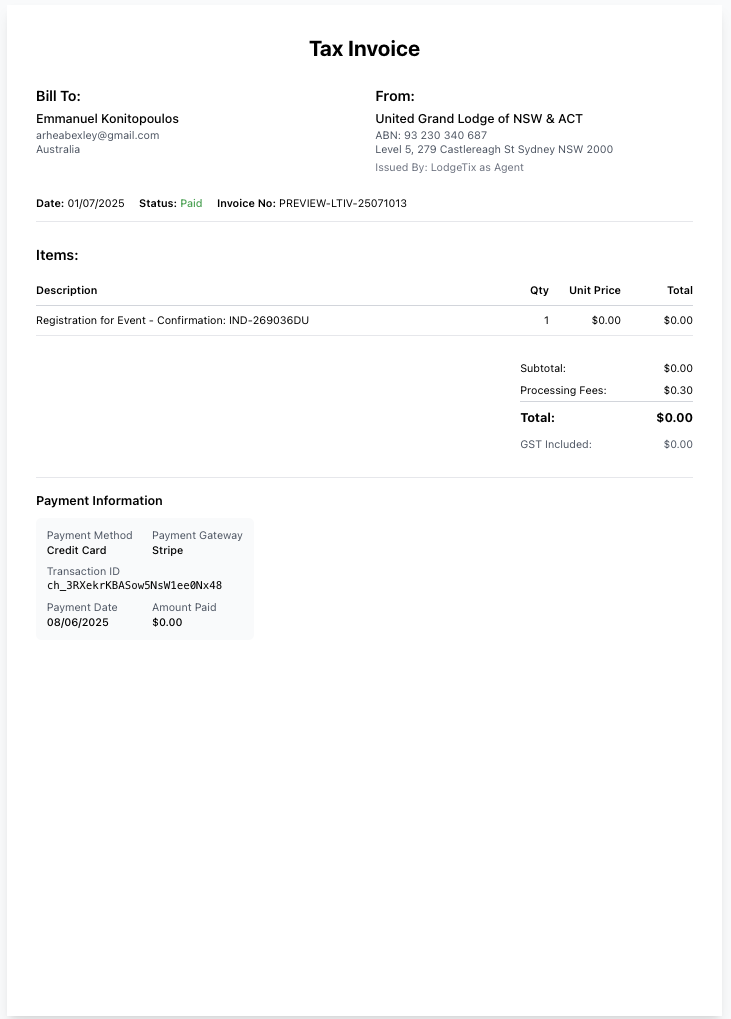 Tax Invoice
Bill To:
Emmanuel Konitopoulos
arheabexley@gmail.com
Australia
From:
United Grand Lodge of NSW & ACT
ABN: 93 230 340 687
Level 5, 279 Castlereagh St Sydney NSW 2000
Issued By: LodgeTix as Agent
Date: 01/07/2025 Status: Paid Invoice No: PREVIEW-LTIV-25071013
Items:
Description Qty Unit Price Total
Registration for Event - Confirmation: IND-269036DU 1 $0.00 $0.00
Subtotal: $0.00
Processing Fees: $0.30
Total: $0.00
GST Included: $0.00
Payment Information
Payment Method Payment Gateway
Credit Card Stripe
Transaction ID
ch_3RXekrKBASow5NsW1ee0Nx48
Payment Date Amount Paid
08/06/2025 $0.00